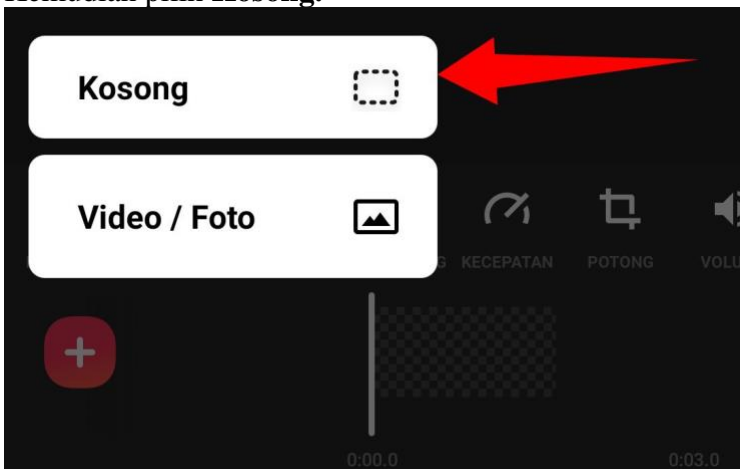 Kosong
Video / Foto
KECEPATAN
POTONG
0:00.0
0:03.0